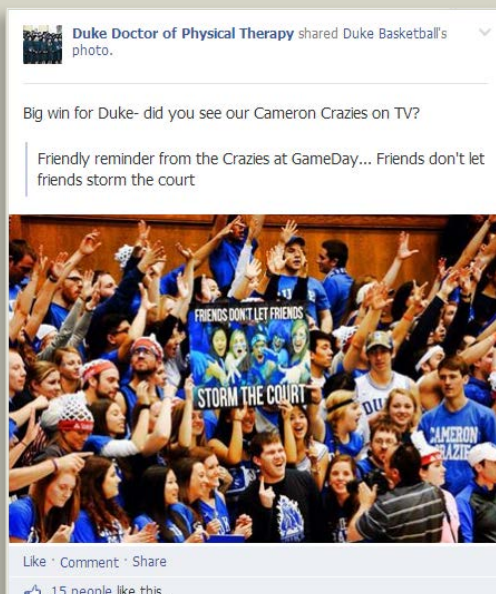 Duke Doctor of Physical Therapy shared Duke Basketball's
photo.
Big win for Duke- did you see our Cameron Crazies on TV?
Friendly reminder from the Crazies at GameDay... Friends don't let
friends storm the court
FRIENDS DON'T LET FRIENDS
STORM THE COURT
DU
CAMERON
CRAZIE
Like · Comment · Share
15 people like this